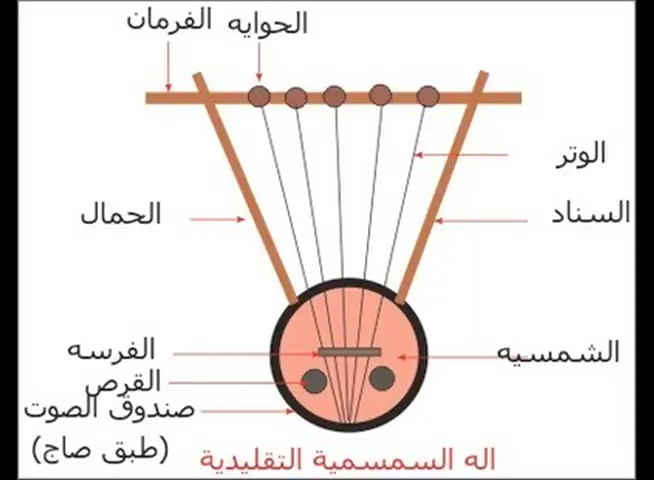 الحوايه
الفرمان
الوتر
السناد
الحمال
الشمسيه
الفرسه
القرص
صندوق الصوت
(طبق صاج)
اله السمسمية التقليدية